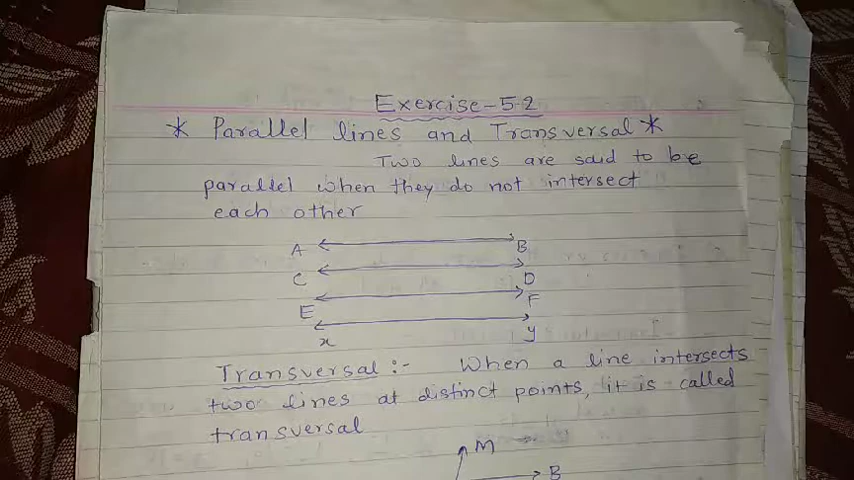 Exercise-5.2
* Parallel lines and Transversal *
Two lines are said to be
parallel when they do not intersect
each other
A B
C D
E F
x y
Transversal :- When a line intersects
two lines at distinct points, it is called
transversal
M
B